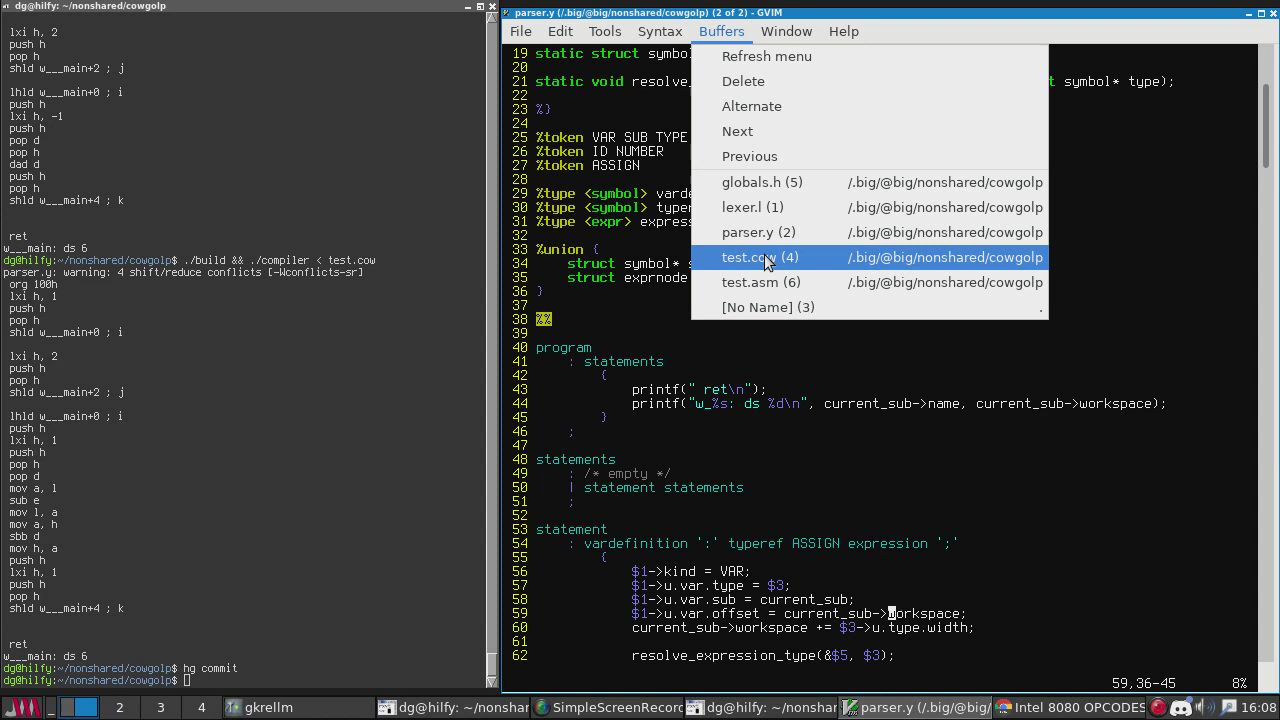 dg@hilfy: ~/nonshared/cowgolp
lxi h, 2
push h
pop h
shld w___main+2 ; j
lhld w___main+0 ; i
push h
lxi h, -1
push h
pop d
pop h
dad d
push h
pop h
shld w___main+4 ; k
ret
w___main: ds 6
dg@hilfy:~/nonshared/cowgolp$ ./build && ./compiler < test.cow
parser.y: warning: 4 shift/reduce conflicts [-Wconflicts-sr]
org 100h
lxi h, 1
push h
pop h
shld w___main+0 ; i
lxi h, 2
push h
pop h
shld w___main+2 ; j
lhld w___main+0 ; i
push h
lxi h, 1
push h
pop h
pop d
mov a, l
sub e
mov l, a
mov a, h
sbb d
mov h, a
push h
lxi h, 1
push h
pop h
shld w___main+4 ; k
ret
w___main: ds 6
dg@hilfy:~/nonshared/cowgolp$ hg commit
dg@hilfy:~/nonshared/cowgolp$
parser.y (/.big/@big/nonshared/cowgolp) (2 of 2) - GVIM
File Edit Tools Syntax Buffers Window Help
Refresh menu
Delete
Alternate
Next
Previous
globals.h (5) /.big/@big/nonshared/cowgolp
lexer.l (1) /.big/@big/nonshared/cowgolp
parser.y (2) /.big/@big/nonshared/cowgolp
test.cow (4) /.big/@big/nonshared/cowgolp
test.asm (6) /.big/@big/nonshared/cowgolp
[No Name] (3) .
19 static struct symbo
20
21 static void resolve_ t symbol* type);
22
23 %}
24
25 %token VAR SUB TYPE
26 %token ID NUMBER
27 %token ASSIGN
28
29 %type <symbol> varde
30 %type <symbol> typer
31 %type <expr> express
32
33 %union {
34 struct symbol* s
35 struct exprnode
36 }
37
38 %%
39
40 program
41 : statements
42 {
43 printf(" ret\n");
44 printf("w_%s: ds %d\n", current_sub->name, current_sub->workspace);
45 }
46 ;
47
48 statements
49 : /* empty */
50 | statement statements
51 ;
52
53 statement
54 : vardefinition ':' typeref ASSIGN expression ';'
55 {
56 $1->kind = VAR;
57 $1->u.var.type = $3;
58 $1->u.var.sub = current_sub;
59 $1->u.var.offset = current_sub->workspace;
60 current_sub->workspace += $3->u.type.width;
61
62 resolve_expression_type(&$5, $3);
59,36-45 8%
2 3 4 gkrellm dg@hilfy: ~/nonshar SimpleScreenRecor dg@hilfy: ~/nonshar parser.y (/.big/@big/ Intel 8080 OPCODES 16:08